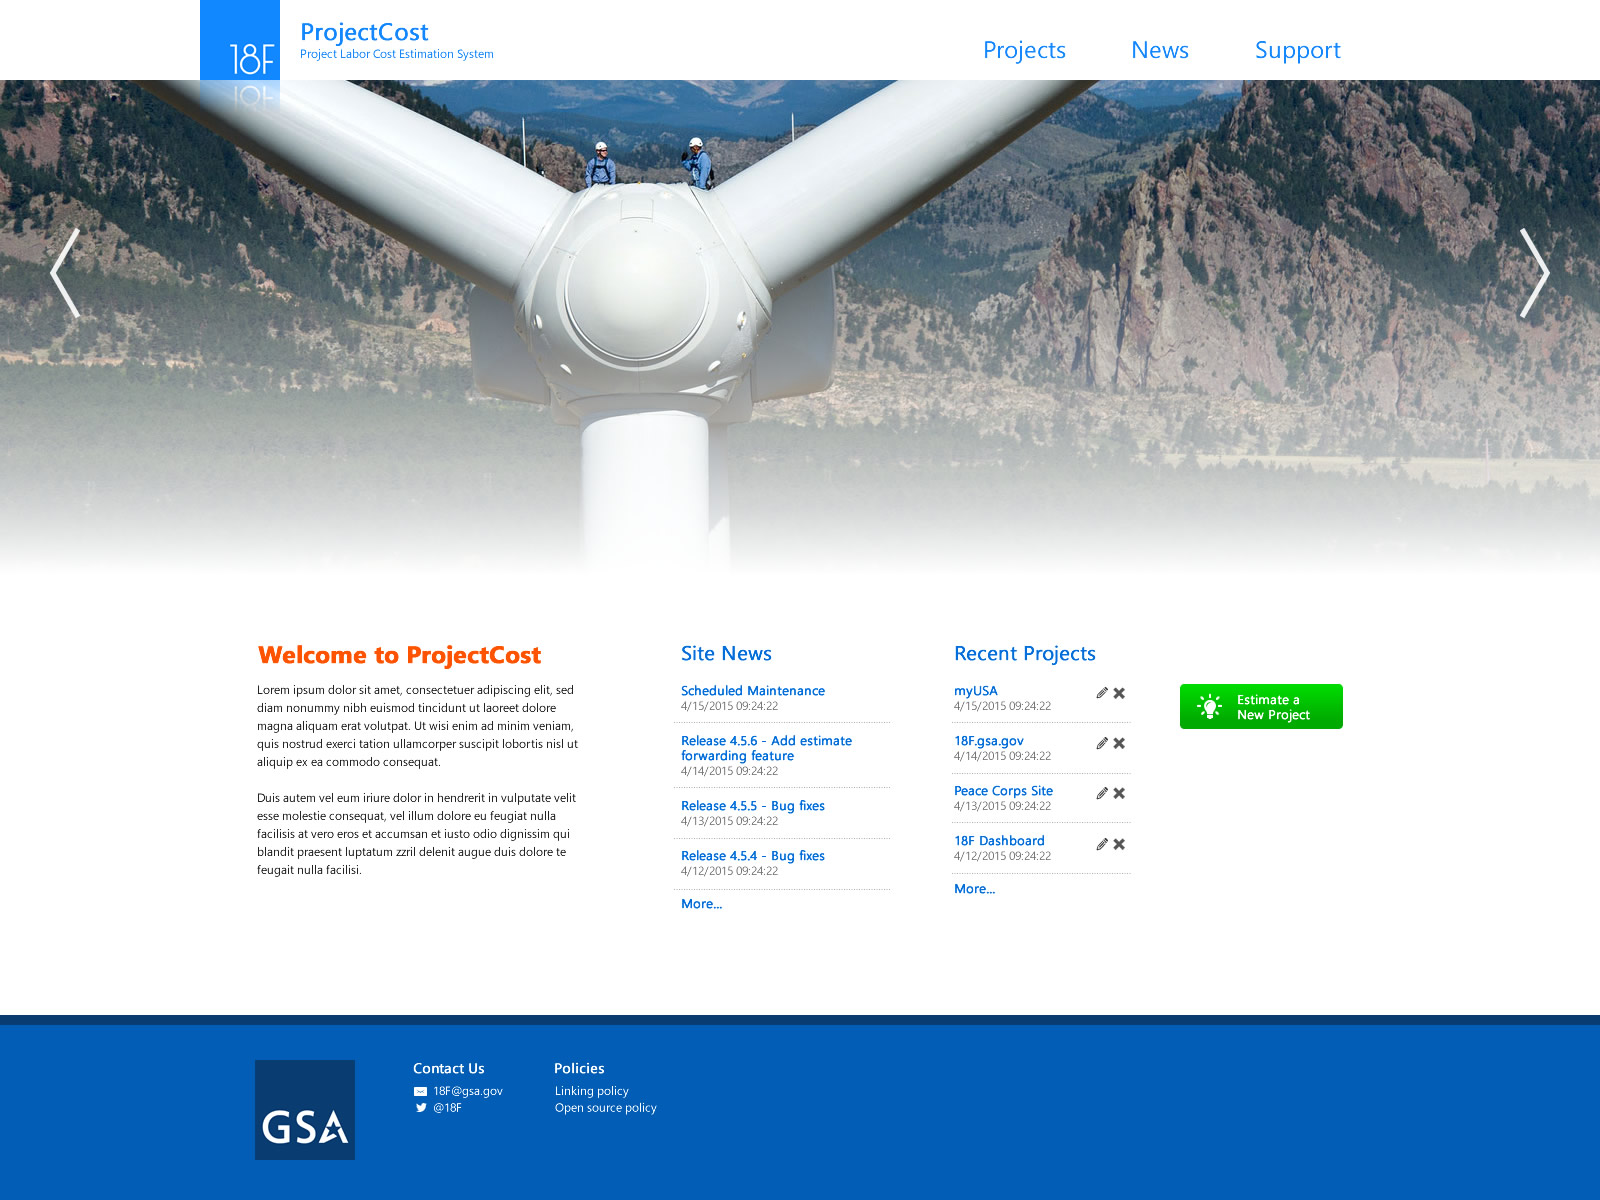 18F
ProjectCost
Project Labor Cost Estimation System
Projects
News
Support
Welcome to ProjectCost
Lorem ipsum dolor sit amet, consectetuer adipiscing elit, sed
diam nonummy nibh euismod tincidunt ut laoreet dolore
magna aliquam erat volutpat. Ut wisi enim ad minim veniam,
quis nostrud exerci tation ullamcorper suscipit lobortis nisl ut
aliquip ex ea commodo consequat.
Duis autem vel eum iriure dolor in hendrerit in vulputate velit
esse molestie consequat, vel illum dolore eu feugiat nulla
facilisis at vero eros et accumsan et iusto odio dignissim qui
blandit praesent luptatum zzril delenit augue duis dolore te
feugait nulla facilisi.
Site News
Scheduled Maintenance
4/15/2015 09:24:22
Release 4.5.6 - Add estimate
forwarding feature
4/14/2015 09:24:22
Release 4.5.5 - Bug fixes
4/13/2015 09:24:22
Release 4.5.4 - Bug fixes
4/12/2015 09:24:22
More...
Recent Projects
myUSA
4/15/2015 09:24:22
18F.gsa.gov
4/14/2015 09:24:22
Peace Corps Site
4/13/2015 09:24:22
18F Dashboard
4/12/2015 09:24:22
More...
Estimate a
New Project
GSA
Contact Us
18F@gsa.gov
@18F
Policies
Linking policy
Open source policy